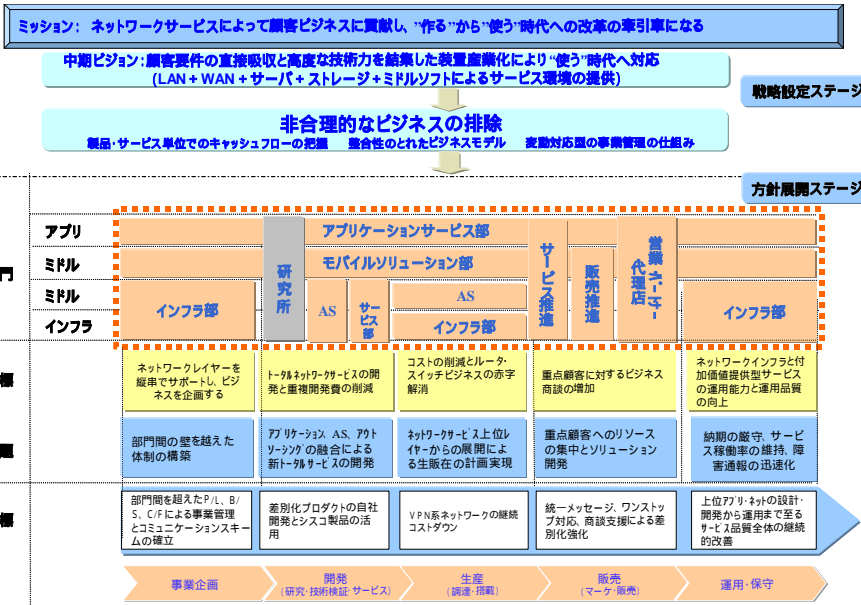 ミッション： ネットワークサービスによって顧客ビジネスに貢献し、”作る”から”使う”時代への改革の牽引車になる
中期ビジョン：顧客要件の直接吸収と高度な技術力を結集した装置産業化により“使う”時代へ対応
（LAN＋WAN＋サーバ＋ストレージ＋ミドルソフトによるサービス環境の提供）
戦略設定ステージ
非合理的なビジネスの排除
製品･サービス単位でのキャッシュフローの把握 整合性のとれたビジネスモデル 変動対応型の事業管理の仕組み
方針展開ステージ
門
アプリ
ミドル
ミドル
インフラ
アプリケーションサービス部
モバイルソリューション部
インフラ部
研究所
AS
サービス部
AS
インフラ部
サービス推進
販売推進
営業 ﾊﾟｰﾄﾅｰ
代理店
インフラ部
標
ネットワークレイヤーを
縦串でサポートし、ビジ
ネスを企画する
ﾄｰﾀﾙﾈｯﾄﾜｰｸサービスの開
発と重複開発費の削減
コストの削減とルータ・
スイッチビジネスの赤字
解消
重点顧客に対するビジネス
商談の増加
ネットワークインフラと付
加価値提供型サービス
の運用能力と運用品質
の向上
題
部門間の壁を越えた
体制の構築
ｱﾌﾟﾘｹｰｼｮﾝ、AS、ｱｳﾄ
ｿｰｼﾝｸﾞの融合による
新トータルサービスの開発
ﾈｯﾄﾜｰｸサービス上位ﾚ
ｲﾔｰからの展開によ
る生販在の計画実現
重点顧客へのリソース
の集中とソリューション
開発
納期の厳守、サービ
ス稼働率の維持、障
害通報の迅速化
標
部門間を超えたP/L、B/
S、C/Fによる事業管理
とコミュニケーションスキー
ムの確立
差別化プロダクトの自社
開発とシスコ製品の活
用
VPN系ネットワークの継続
コストダウン
統一メッセージ、ワンストッ
プ対応、商談支援による差
別化強化
上位ｱﾌﾟﾘ･ﾈｯﾄの設計･
開発から運用まで至る
ｻｰﾋﾞｽ品質全体の継続
的改善
事業企画
開発
（研究･技術検証･サービス）
生産
（調達･搭載）
販売
（マーケ･販売）
運用・保守